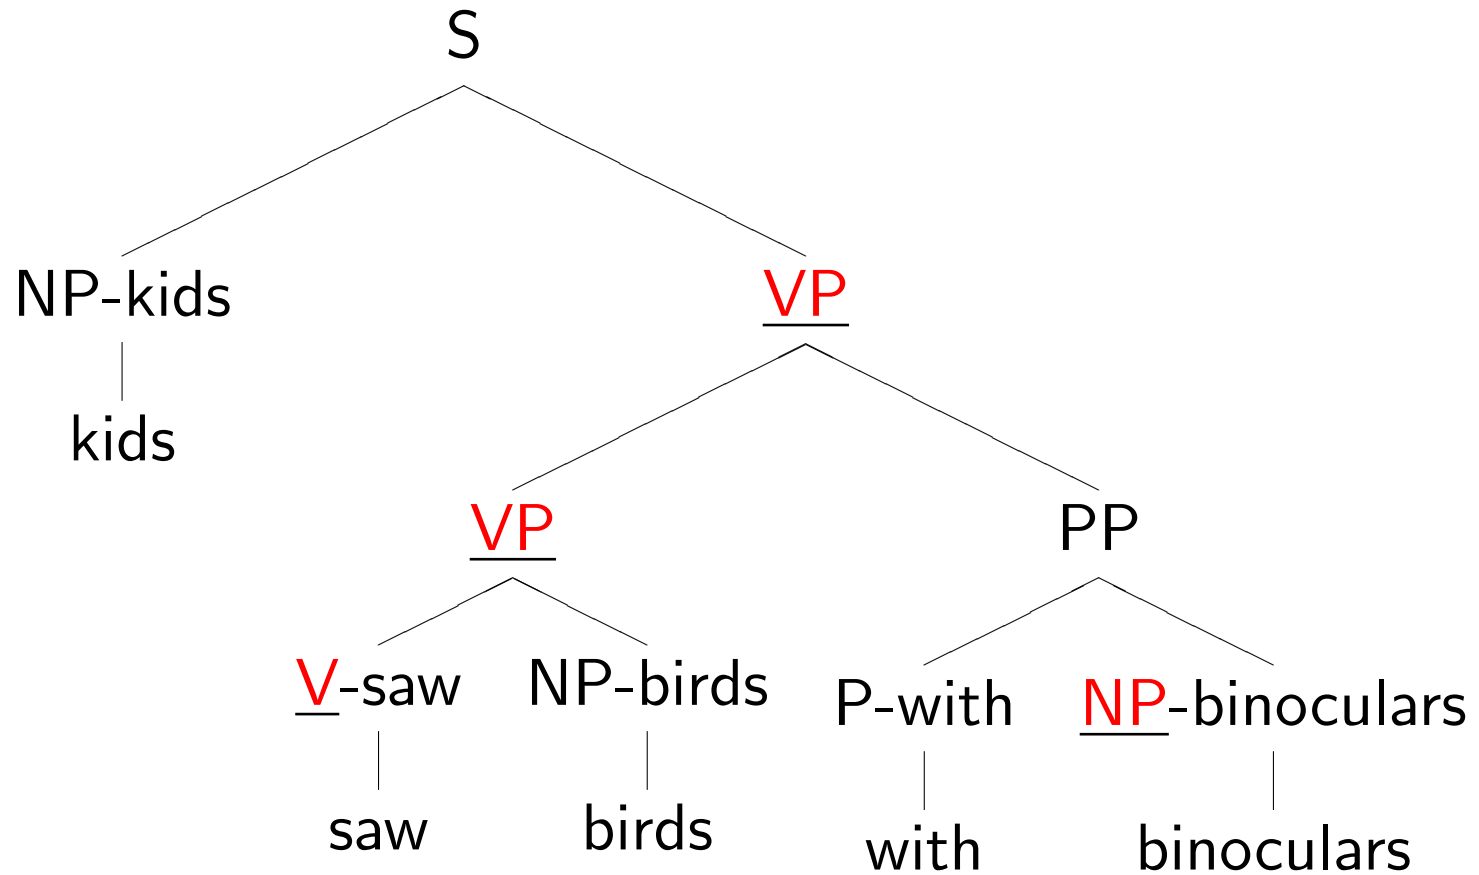 S
NP-kids VP
kids
VP PP
V-saw NP-birds P-with NP-binoculars
saw birds with binoculars